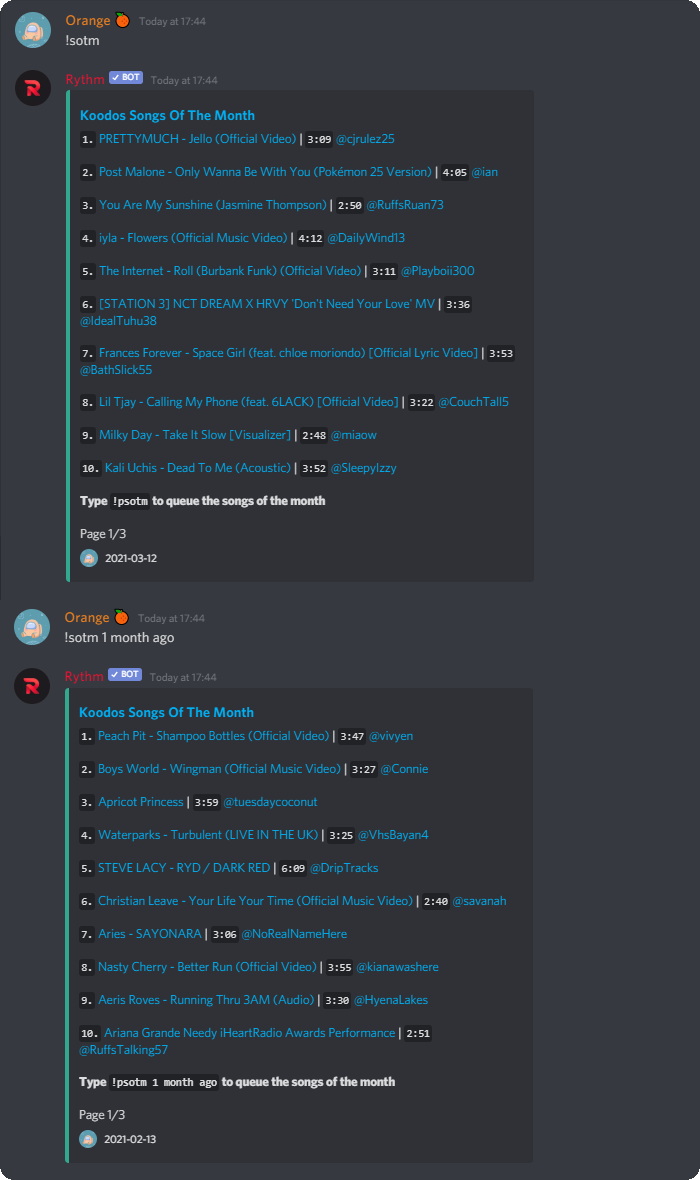 Orange 🍊 Today at 17:44
!sotm
Rythm ✓ BOT Today at 17:44
Koodos Songs Of The Month
1. PRETTYMUCH - Jello (Official Video) | 3:09 @cjrulez25
2. Post Malone - Only Wanna Be With You (Pokémon 25 Version) | 4:05 @ian
3. You Are My Sunshine (Jasmine Thompson) | 2:50 @RuffsRuan73
4. iyla - Flowers (Official Music Video) | 4:12 @DailyWind13
5. The Internet - Roll (Burbank Funk) (Official Video) | 3:11 @Playboii300
6. [STATION 3] NCT DREAM X HRVY 'Don't Need Your Love' MV | 3:36
@IdealTuhu38
7. Frances Forever - Space Girl (feat. chloe moriondo) [Official Lyric Video] | 3:53
@BathSlick55
8. Lil Tjay - Calling My Phone (feat. 6LACK) [Official Video] | 3:22 @CouchTall5
9. Milky Day - Take It Slow [Visualizer] | 2:48 @miaow
10. Kali Uchis - Dead To Me (Acoustic) | 3:52 @SleepyIzzy
Type !psotm to queue the songs of the month
Page 1/3
2021-03-12
Orange 🍊 Today at 17:44
!sotm 1 month ago
Rythm ✓ BOT Today at 17:44
Koodos Songs Of The Month
1. Peach Pit - Shampoo Bottles (Official Video) | 3:47 @vivyen
2. Boys World - Wingman (Official Music Video) | 3:27 @Connie
3. Apricot Princess | 3:59 @tuesdaycoconut
4. Waterparks - Turbulent (LIVE IN THE UK) | 3:25 @VhsBayan4
5. STEVE LACY - RYD / DARK RED | 6:09 @DripTracks
6. Christian Leave - Your Life Your Time (Official Music Video) | 2:40 @savanah
7. Aries - SAYONARA | 3:06 @NoRealNameHere
8. Nasty Cherry - Better Run (Official Video) | 3:55 @kianawashere
9. Aeris Roves - Running Thru 3AM (Audio) | 3:30 @HyenaLakes
10. Ariana Grande Needy iHeartRadio Awards Performance | 2:51
@RuffsTalking57
Type !psotm 1 month ago to queue the songs of the month
Page 1/3
2021-02-13